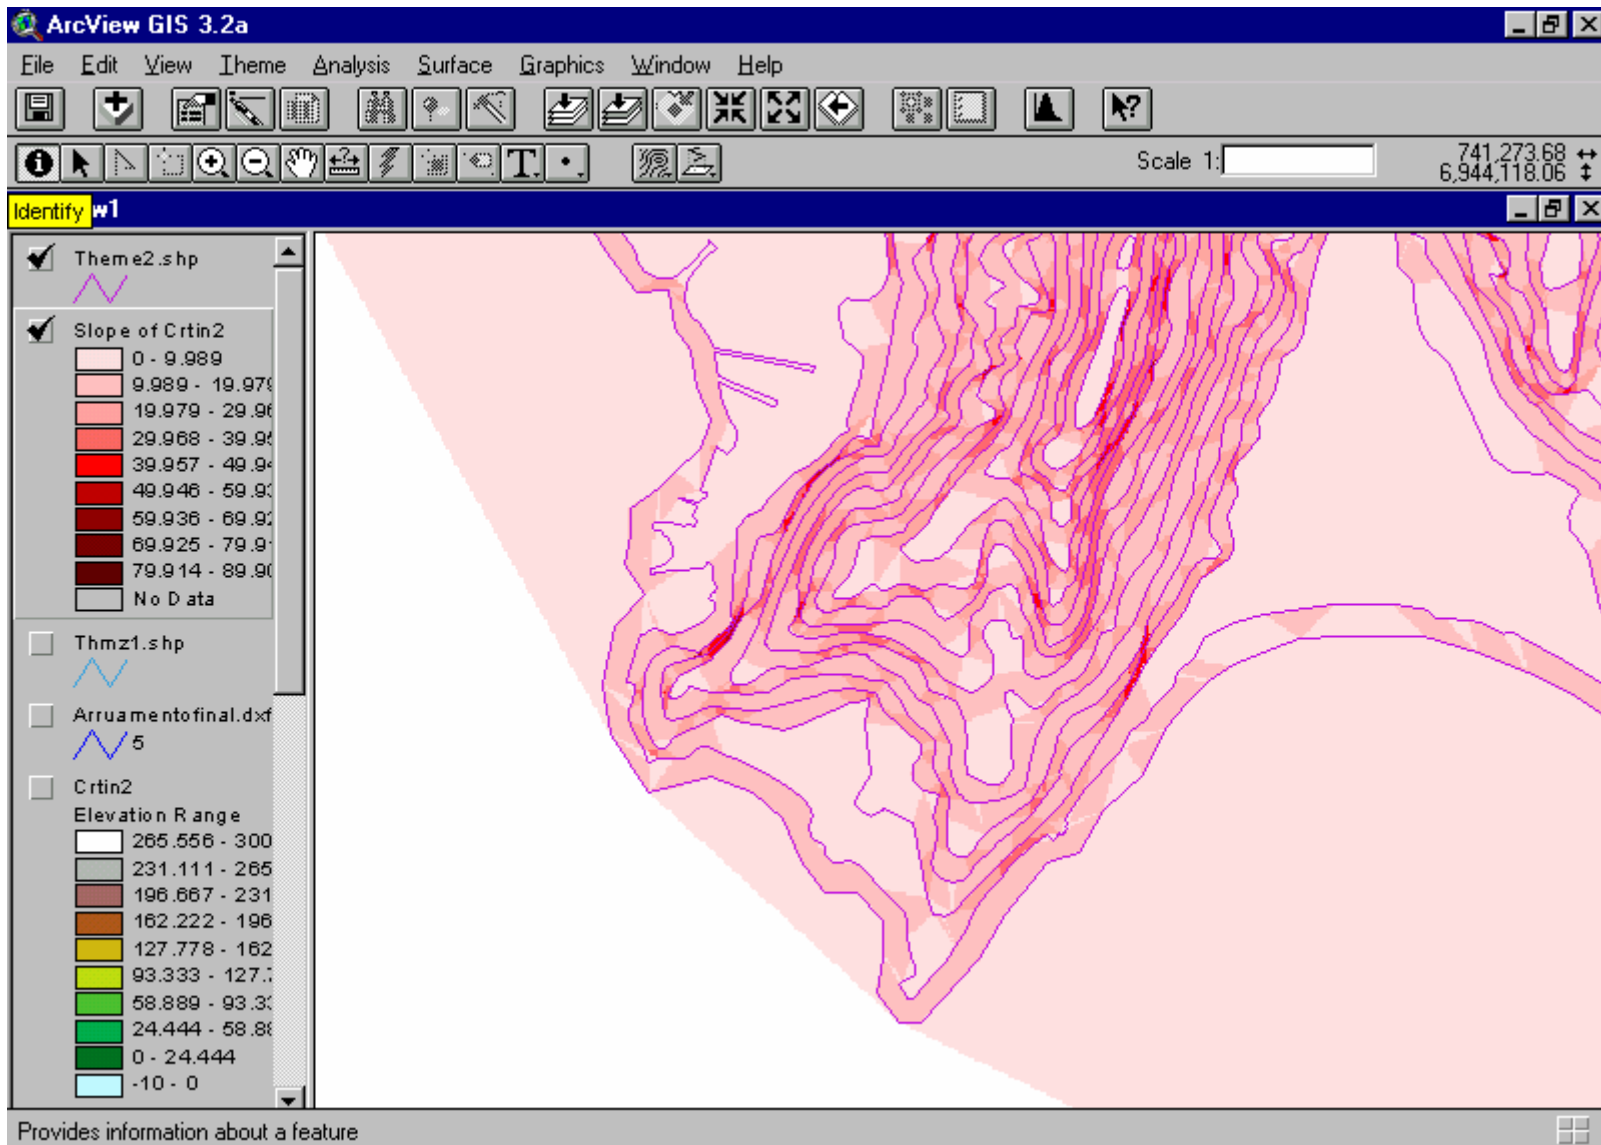 ArcView GIS 3.2a
File Edit View Theme Analysis Surface Graphics Window Help
Scale 1:
741,273.68
6,944,118.06
Identify w1
Theme2.shp
Slope of Crtin2
0 - 9.989
9.989 - 19.979
19.979 - 29.96
29.968 - 39.95
39.957 - 49.94
49.946 - 59.93
59.936 - 69.92
69.925 - 79.91
79.914 - 89.90
No Data
Thmz1.shp
Arruamentofinal.dxf
5
Crtin2
Elevation Range
265.556 - 300
231.111 - 265
196.667 - 231
162.222 - 196
127.778 - 162
93.333 - 127.7
58.889 - 93.33
24.444 - 58.88
0 - 24.444
-10 - 0
Provides information about a feature